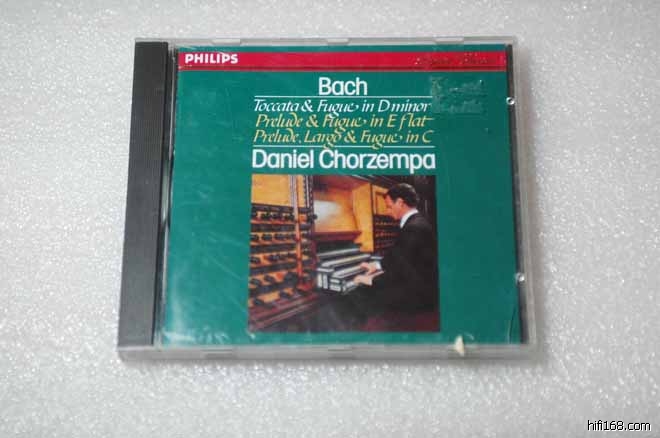 PHILIPS
Bach
Toccata & Fugue in D minor
Prelude & Fugue in E flat
Prelude, Largo & Fugue in C
Daniel Chorzempa
hifi168.com